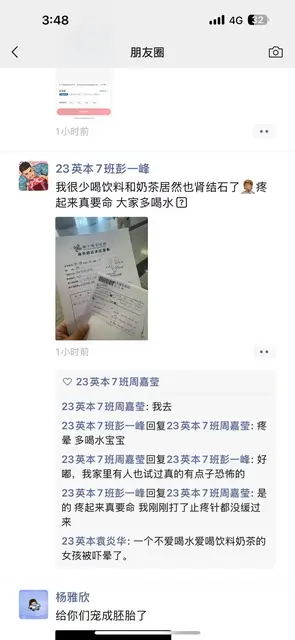 3:48
4G
32
朋友圈
1小时前
23英本7班彭一峰
我很少喝饮料和奶茶居然也肾结石了🤦🏽疼
起来真要命 大家多喝水
1小时前
23英本7班周嘉莹
23英本7班周嘉莹: 我去
23英本7班彭一峰回复23英本7班周嘉莹: 疼
晕 多喝水宝宝
23英本7班周嘉莹回复23英本7班彭一峰: 好
嘟，我家里有人也试过真的有点子恐怖的
23英本7班彭一峰回复23英本7班周嘉莹: 是
的 疼起来真要命 我刚刚打了止疼针都没缓过
来
23英本袁炎华: 一个不爱喝水爱喝饮料奶茶的
女孩被吓晕了。
杨雅欣
给你们宠成胚胎了